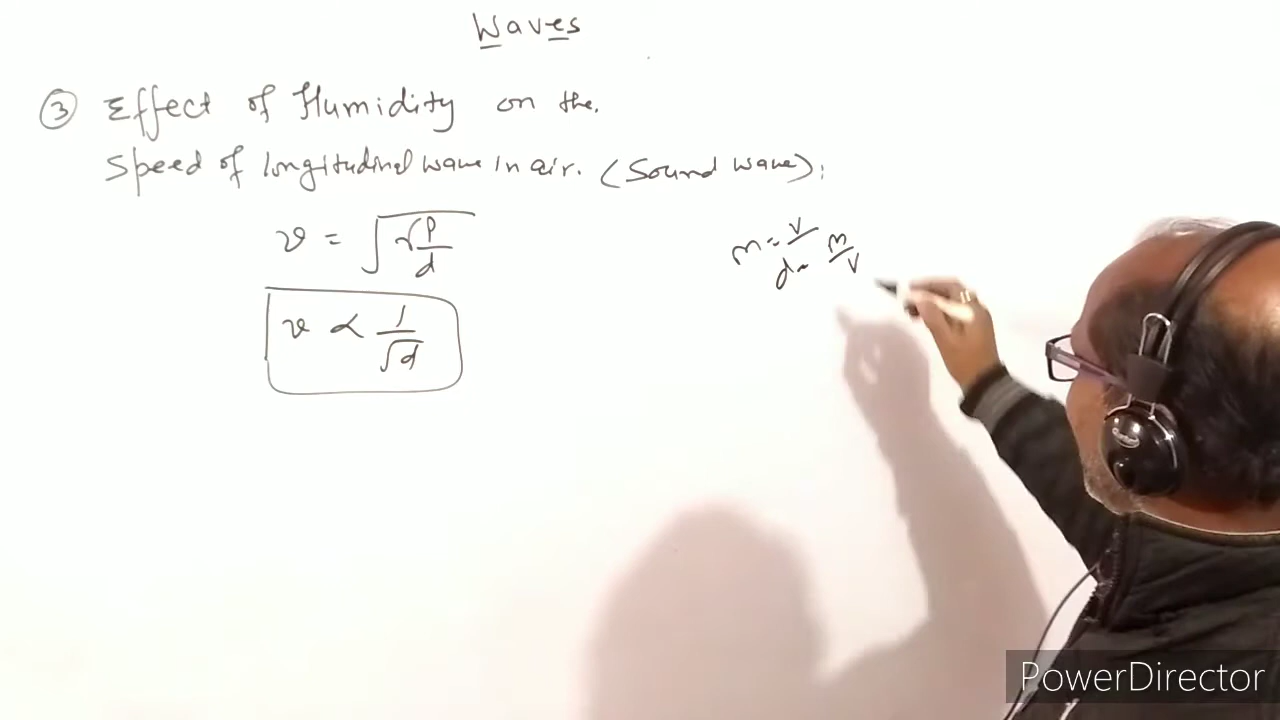 Waves
③ Effect of Humidity on the.
Speed of longitudinal wave in air. (Sound wave):
v = √(γP/d)
v ∝ 1/√d
m = v/
d = m/V
PowerDirector